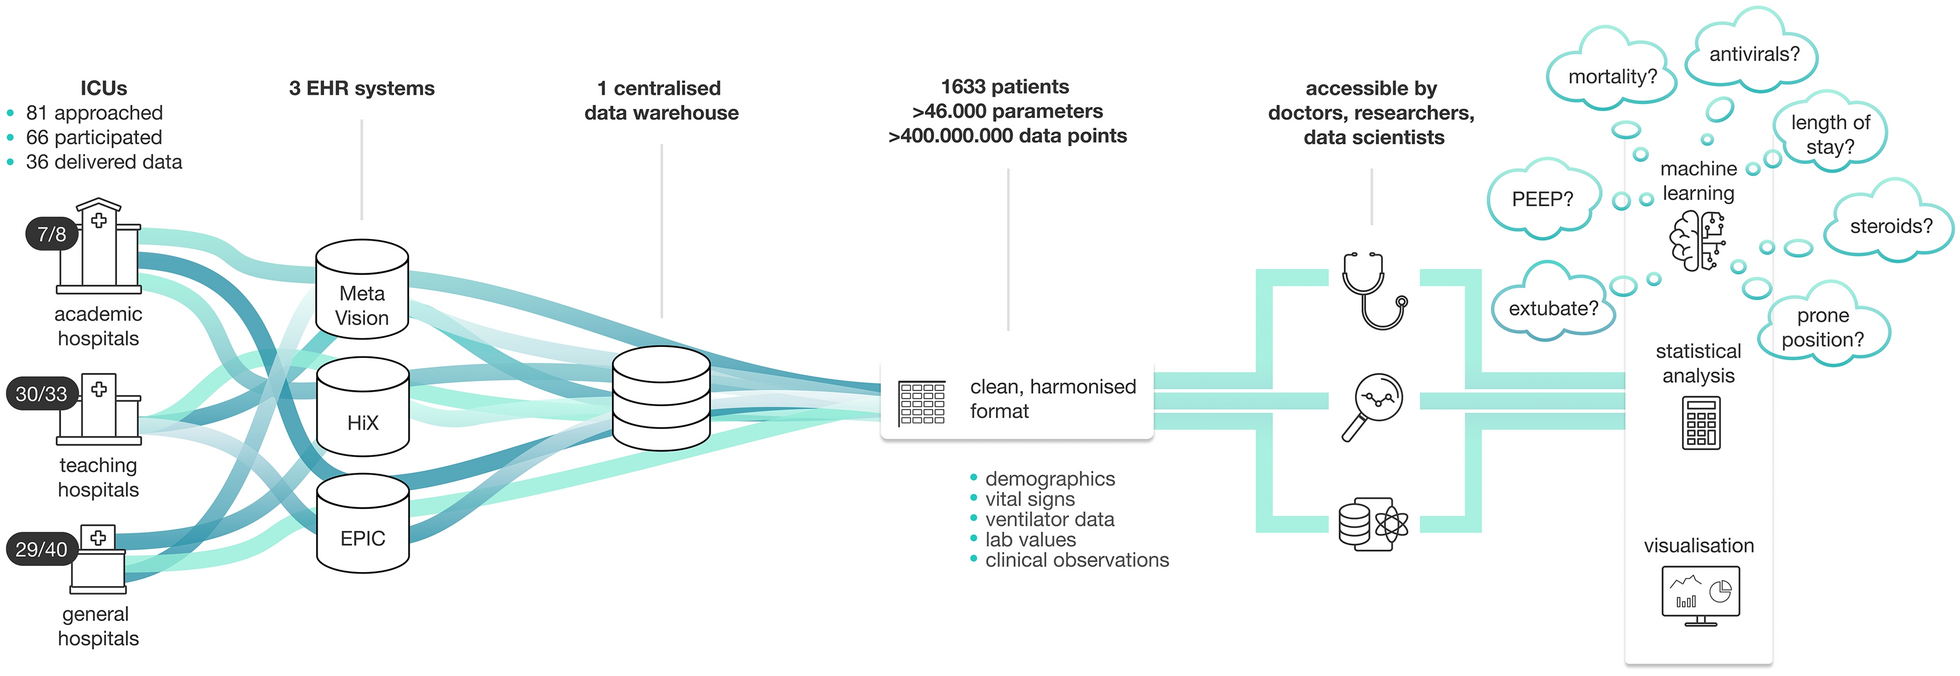 ICUs
81 approached
66 participated
36 delivered data
7/8
academic
hospitals
30/33
teaching
hospitals
29/40
general
hospitals
3 EHR systems
Meta
Vision
HiX
EPIC
1 centralised
data warehouse
1633 patients
>46.000 parameters
>400.000.000 data points
clean, harmonised
format
demographics
vital signs
ventilator data
lab values
clinical observations
accessible by
doctors, researchers,
data scientists
mortality?
antivirals?
length of
stay?
PEEP?
steroids?
extubate?
prone
position?
machine
learning
statistical
analysis
visualisation